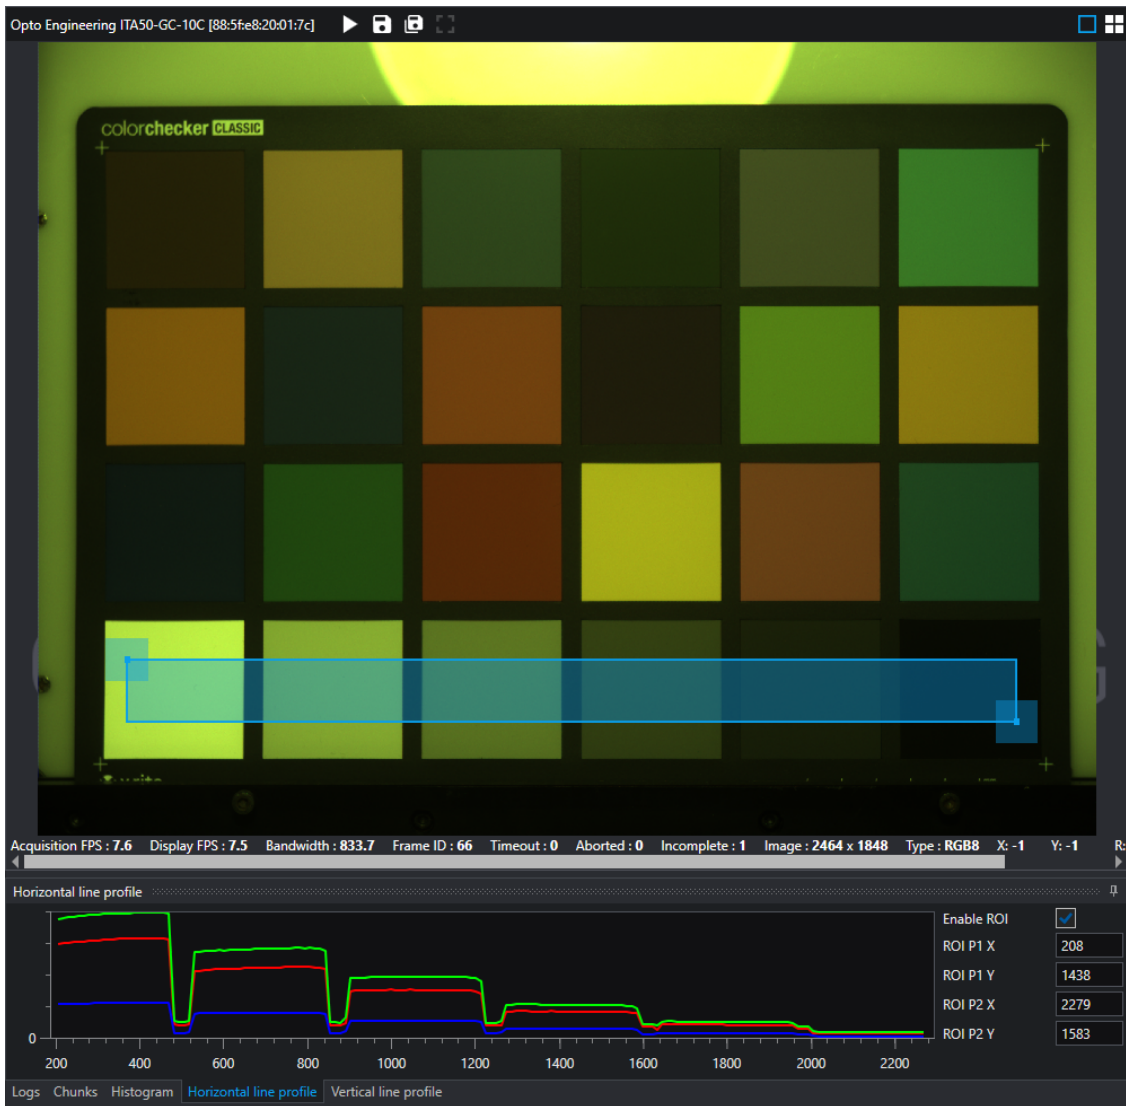 Opto Engineering ITA50-GC-10C [88:5f:e8:20:01:7c]
colorchecker CLASSIC
Acquisition FPS : 7.6 Display FPS : 7.5 Bandwidth : 833.7 Frame ID : 66 Timeout : 0 Aborted : 0 Incomplete : 1 Image : 2464 x 1848 Type : RGB8 X: -1 Y: -1 R:
Horizontal line profile
Enable ROI
ROI P1 X 208
ROI P1 Y 1438
ROI P2 X 2279
ROI P2 Y 1583
0
200 400 600 800 1000 1200 1400 1600 1800 2000 2200
Logs Chunks Histogram Horizontal line profile Vertical line profile